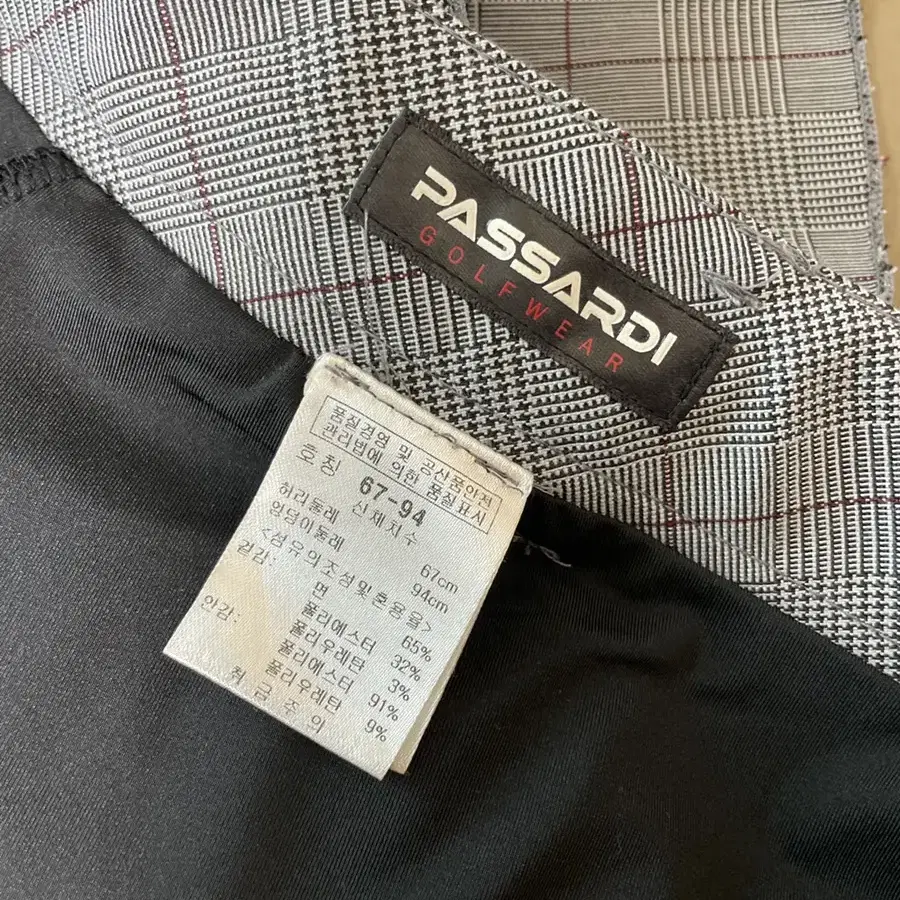 PASSARDI
GOLFWEAR
품질경영 및 공산품안전
관리법에 의한 품질표시
호칭 67-94
신체치수
허리둘레 67cm
엉덩이둘레 94cm
<섬유의조성및혼용율>
겉감: 면 65%
폴리에스터 32%
폴리우레탄 3%
안감: 폴리에스터 91%
폴리우레탄 9%
취급주의